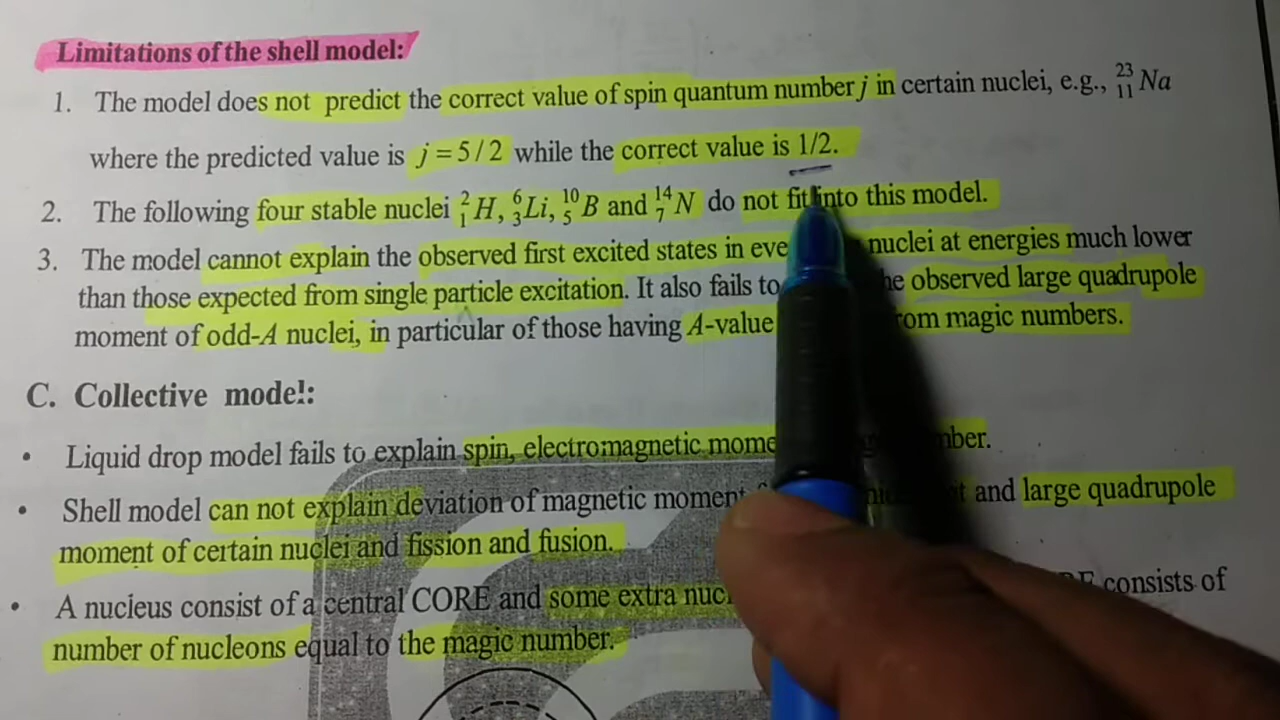 Limitations of the shell model:
1. The model does not predict the correct value of spin quantum number j in certain nuclei, e.g., ²³₁₁Na
where the predicted value is j = 5/2 while the correct value is 1/2.
2. The following four stable nuclei ²₁H, ⁶₃Li, ¹⁰₅B and ¹⁴₇N do not fit into this model.
3. The model cannot explain the observed first excited states in nuclei at energies much lower
than those expected from single particle excitation. It also fails to observed large quadrupole
moment of odd-A nuclei, in particular of those having A-value magic numbers.
C. Collective model:
• Liquid drop model fails to explain spin, electromagnetic
• Shell model can not explain deviation of magnetic moment and large quadrupole
moment of certain nuclei and fission and fusion.
• A nucleus consist of a central CORE and some extra consists of
number of nucleons equal to the magic number.